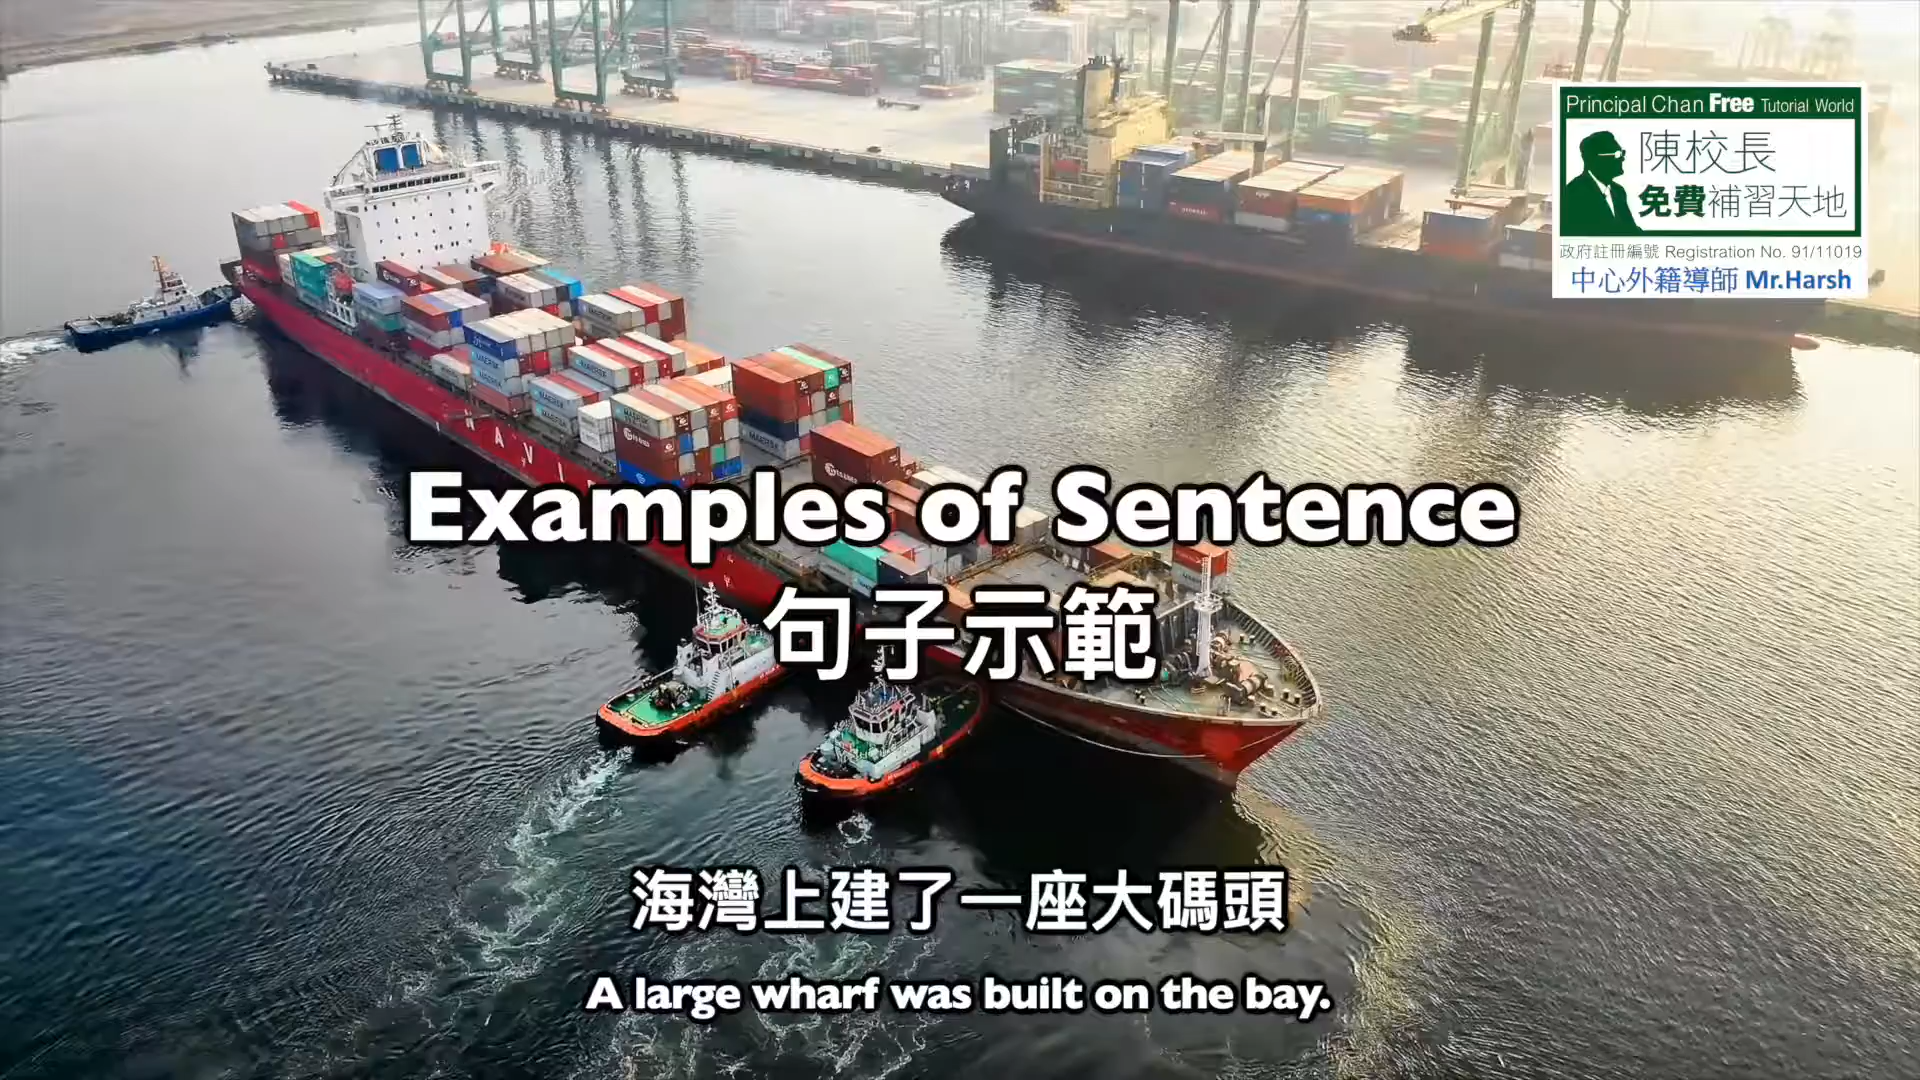 Principal Chan Free Tutorial World
陳校長
免費補習天地
政府註冊編號 Registration No. 91/11019
中心外籍導師 Mr.Harsh
Examples of Sentence
句子示範
海灣上建了一座大碼頭
A large wharf was built on the bay.